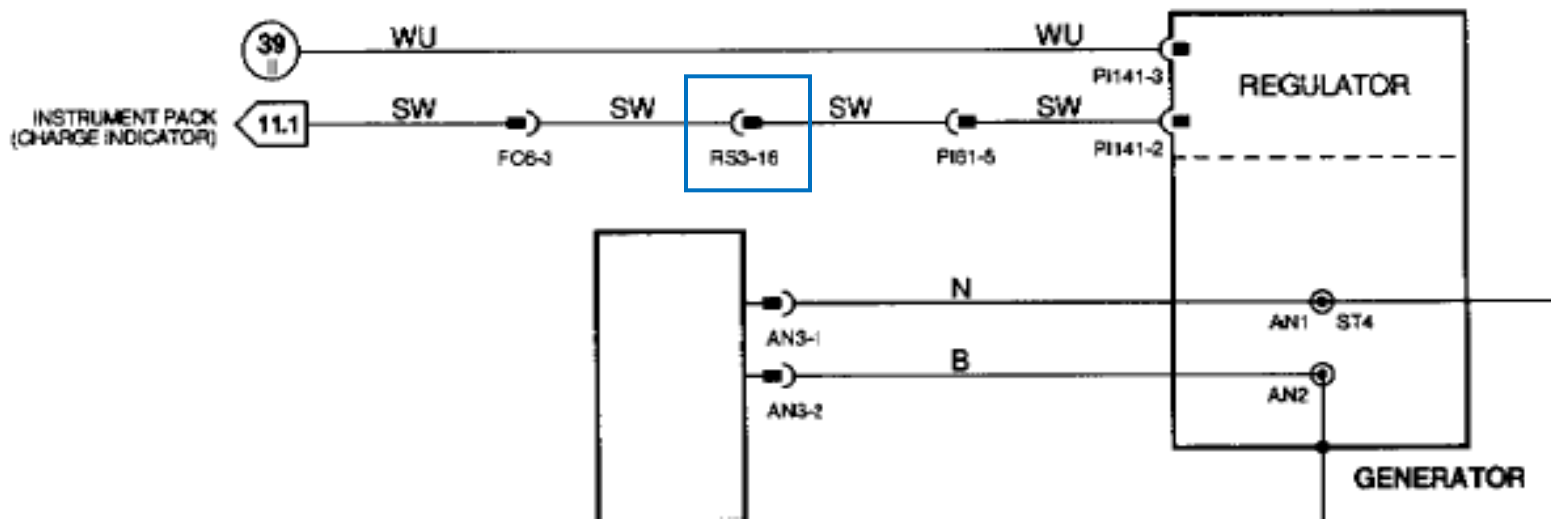 39
II
WU
WU
PI141-3
REGULATOR
INSTRUMENT PACK
(CHARGE INDICATOR)
11.1
SW
SW
SW
SW
FC6-3
RS3-16
PI61-5
PI141-2
N
AN3-1
AN1
ST4
B
AN3-2
AN2
GENERATOR